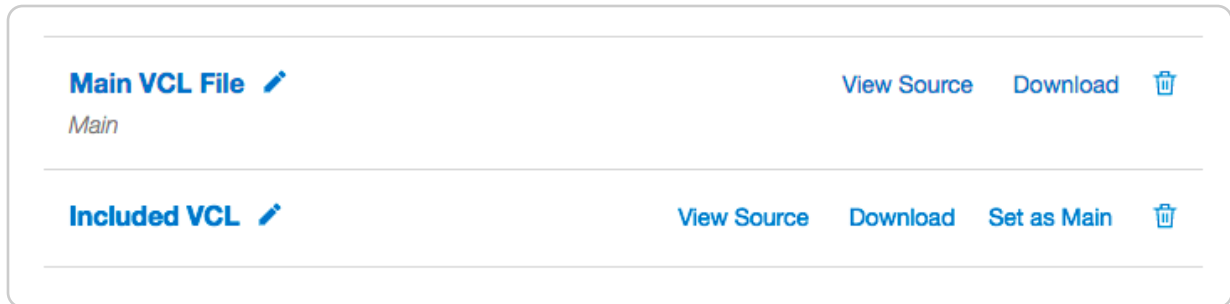 Main VCL File View Source Download
Main
Included VCL View Source Download Set as Main